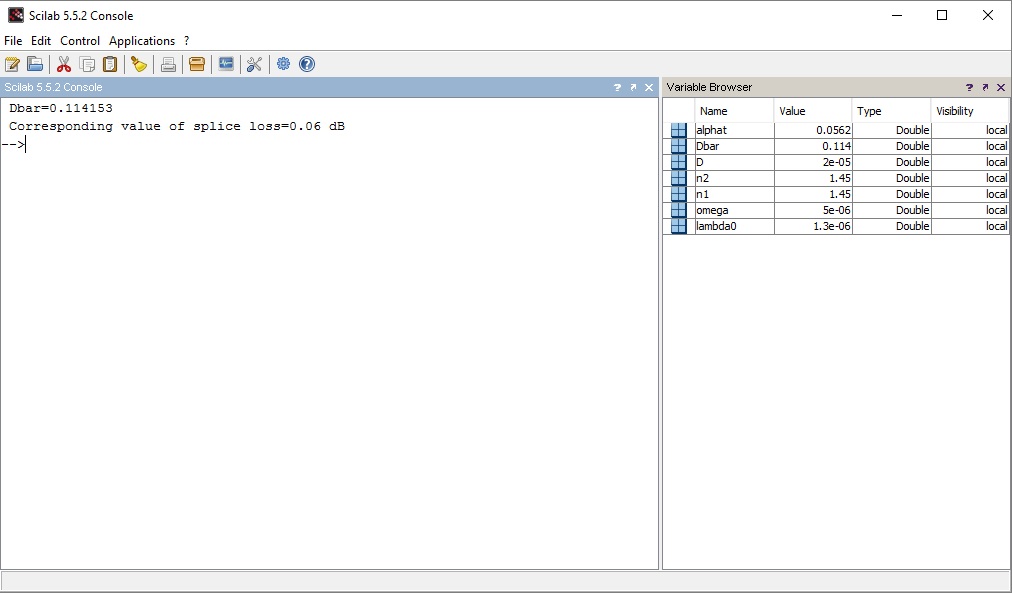 Scilab 5.5.2 Console
File Edit Control Applications ?
Scilab 5.5.2 Console ?
Dbar=0.114153
Corresponding value of splice loss=0.06 dB
-->
Variable Browser ?
Name Value Type Visibility
alphat 0.0562 Double local
Dbar 0.114 Double local
D 2e-05 Double local
n2 1.45 Double local
n1 1.45 Double local
omega 5e-06 Double local
lambda0 1.3e-06 Double local